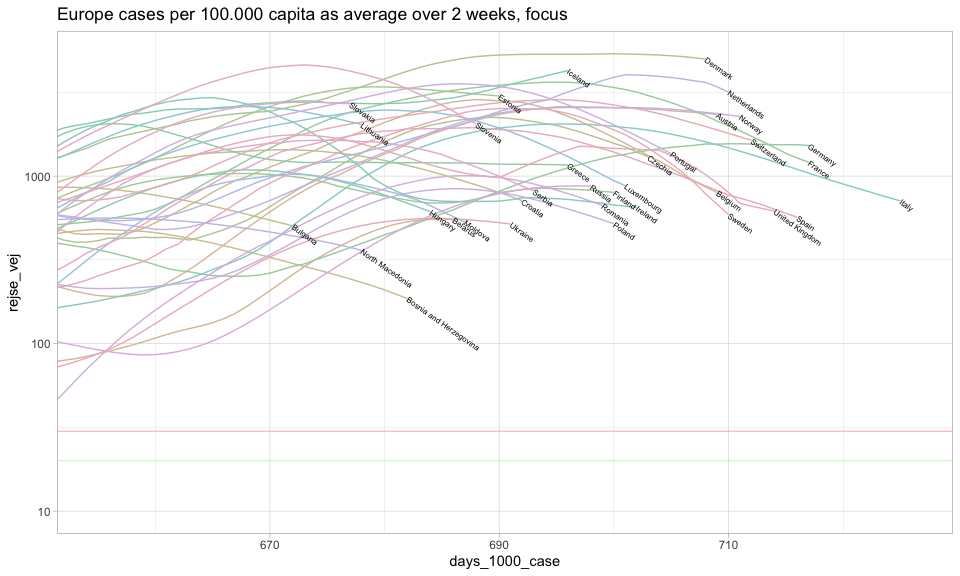 Europe cases per 100.000 capita as average over 2 weeks, focus
Denmark
Iceland
Netherlands
Estonia
Slovakia
Austria
Norway
Lithuania
Slovenia
Switzerland
Germany
Czechia
Portugal
France
Greece
Russia
Luxembourg
Serbia
Finland
Ireland
Belgium
Italy
Croatia
Romania
Hungary
Belarus
Moldova
Ukraine
Poland
Sweden
United Kingdom
Spain
Bulgaria
North Macedonia
Bosnia and Herzegovina
1000
100
10
rejse_vej
670
690
710
days_1000_case